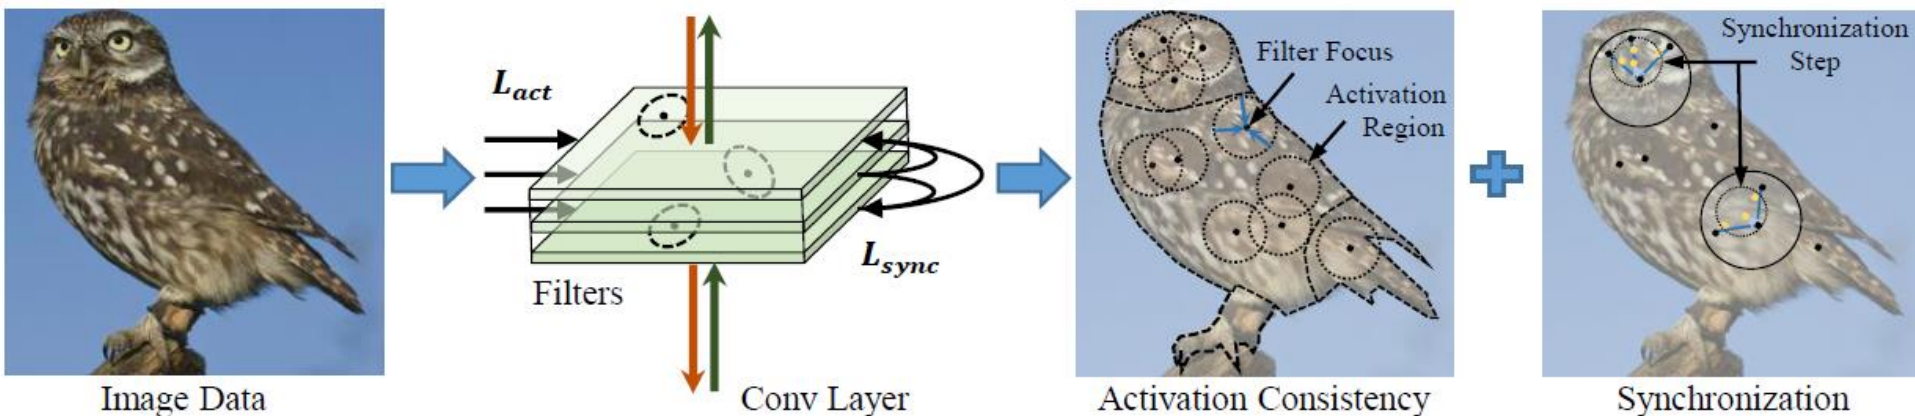 L_act
L_sync
Filters
Filter Focus
Activation
Region
Synchronization
Step
Image Data
Conv Layer
Activation Consistency
Synchronization